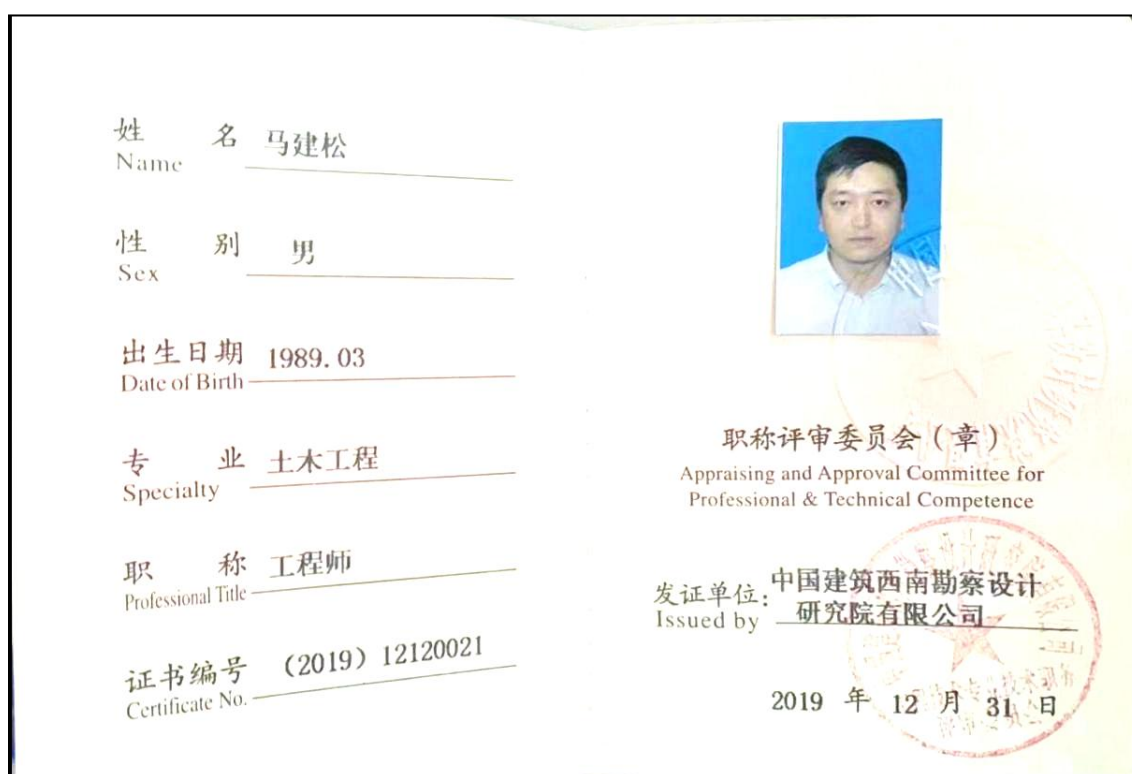 姓 名 马建松
Name
性 别 男
Sex
出生日期 1989.03
Date of Birth
专 业 土木工程
Specialty
职 称 工程师
Professional Title
证书编号 (2019) 12120021
Certificate No.
职称评审委员会（章）
Appraising and Approval Committee for
Professional & Technical Competence
发证单位: 中国建筑西南勘察设计
Issued by 研究院有限公司
2019 年 12 月 31 日